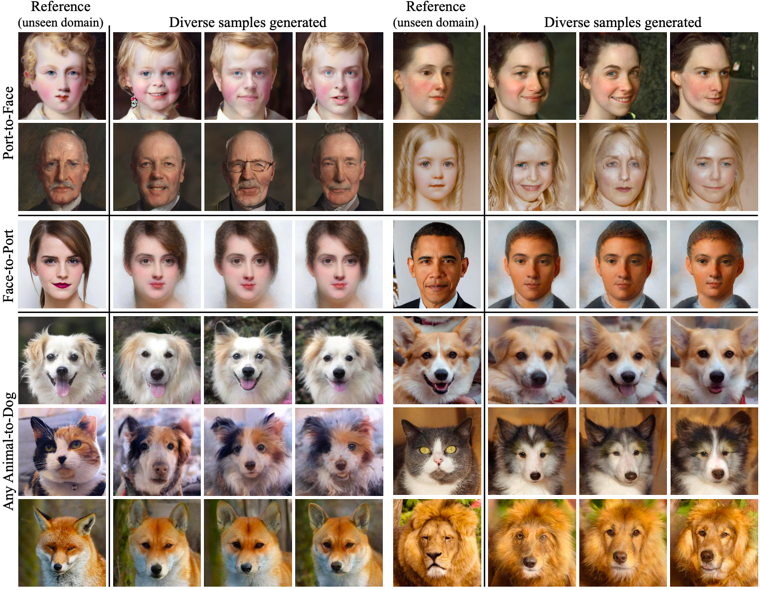 Reference
(unseen domain)
Diverse samples generated
Reference
(unseen domain)
Diverse samples generated
Port-to-Face
Face-to-Port
Any Animal-to-Dog